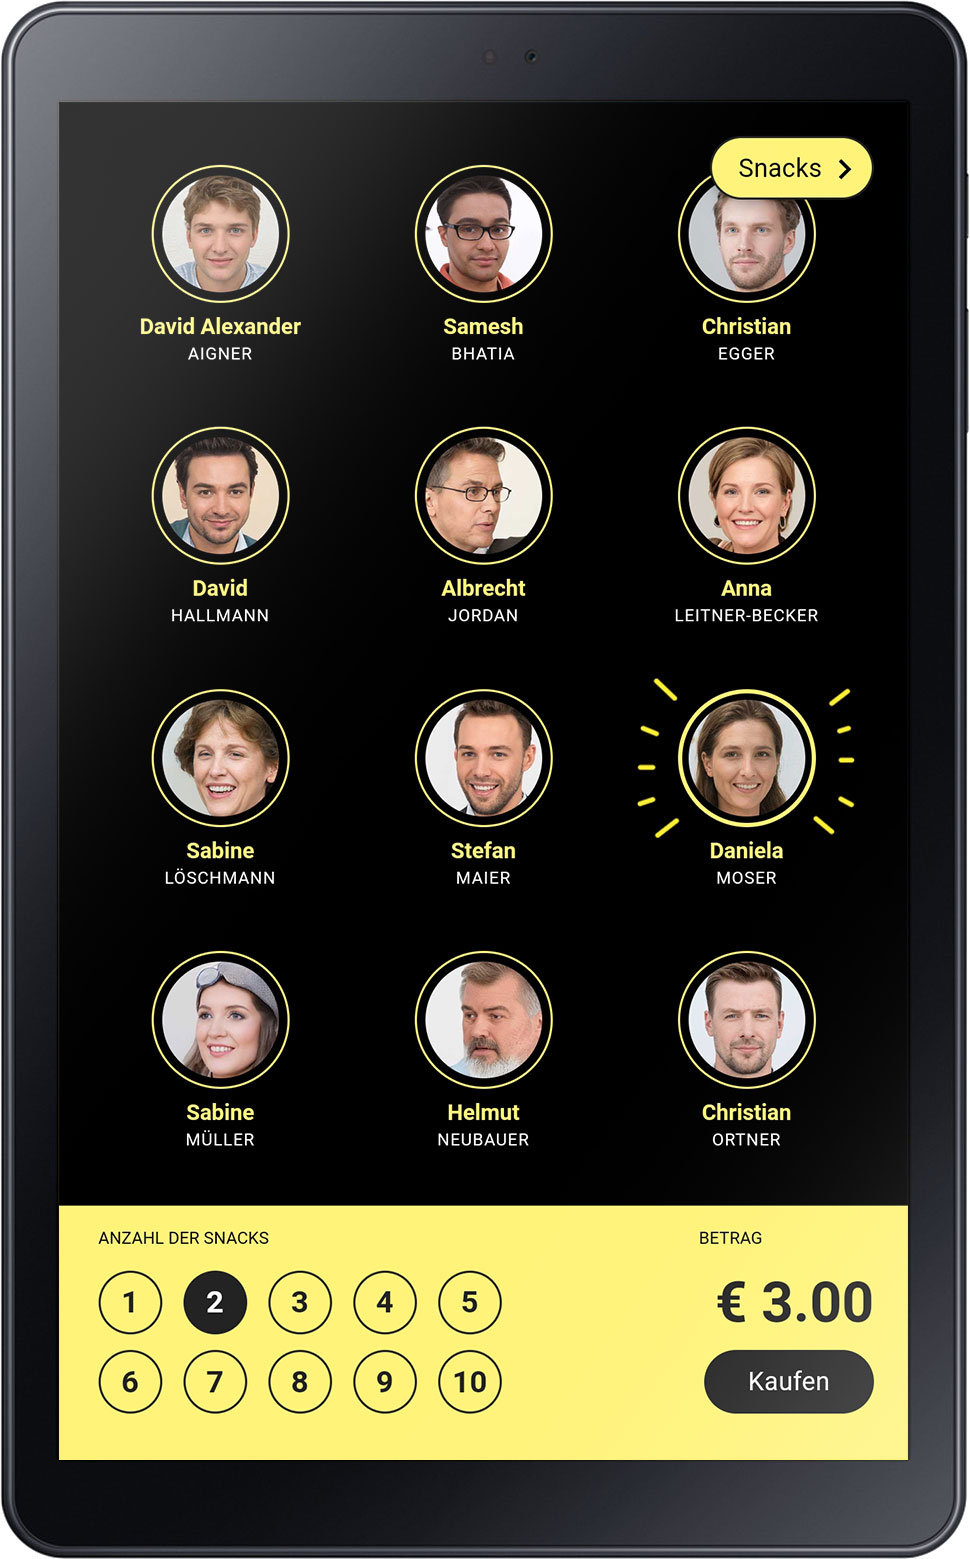 Snacks
David Alexander
AIGNER
Samesh
BHATIA
Christian
EGGER
David
HALLMANN
Albrecht
JORDAN
Anna
LEITNER-BECKER
Sabine
LÖSCHMANN
Stefan
MAIER
Daniela
MOSER
Sabine
MÜLLER
Helmut
NEUBAUER
Christian
ORTNER
ANZAHL DER SNACKS
1 2 3 4 5
6 7 8 9 10
BETRAG
€ 3.00
Kaufen